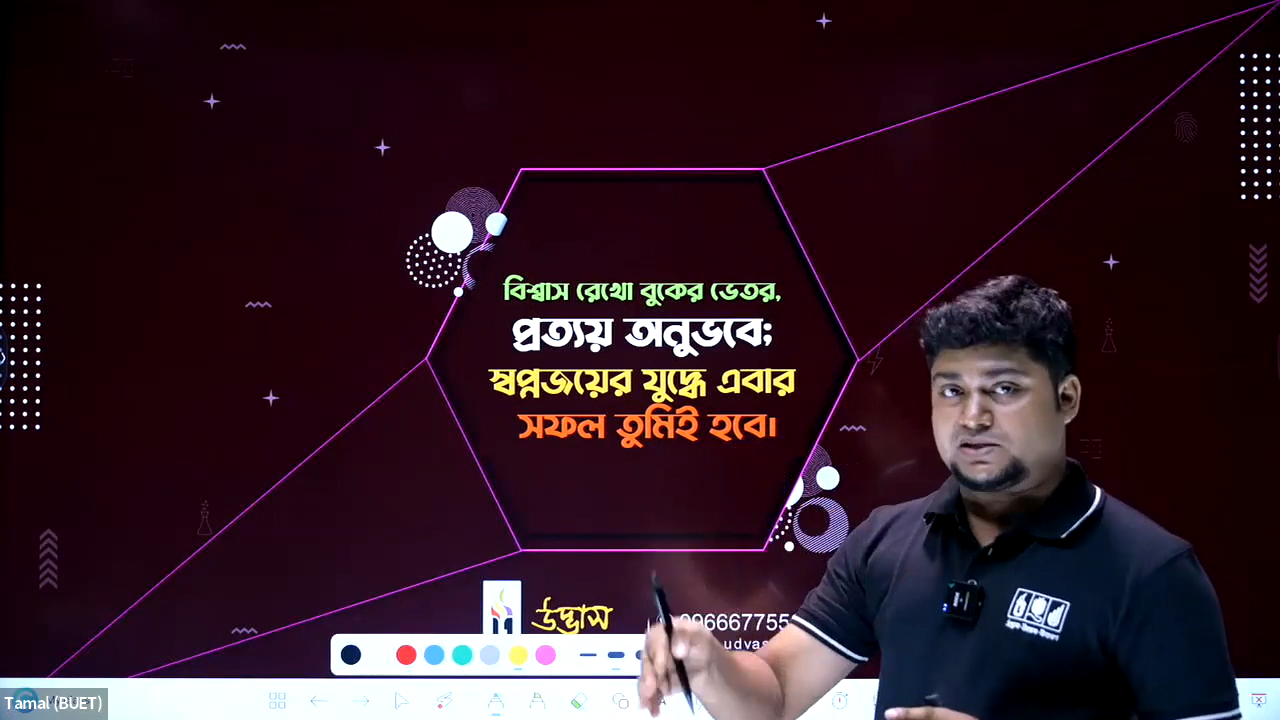 বিশ্বাস রেখো বুকের ভেতর,
প্রত্যয় অনুভবে;
স্বপ্নজয়ের যুদ্ধে এবার
সফল তুমিই হবে।
উদ্ভাস
Tamal (BUET)